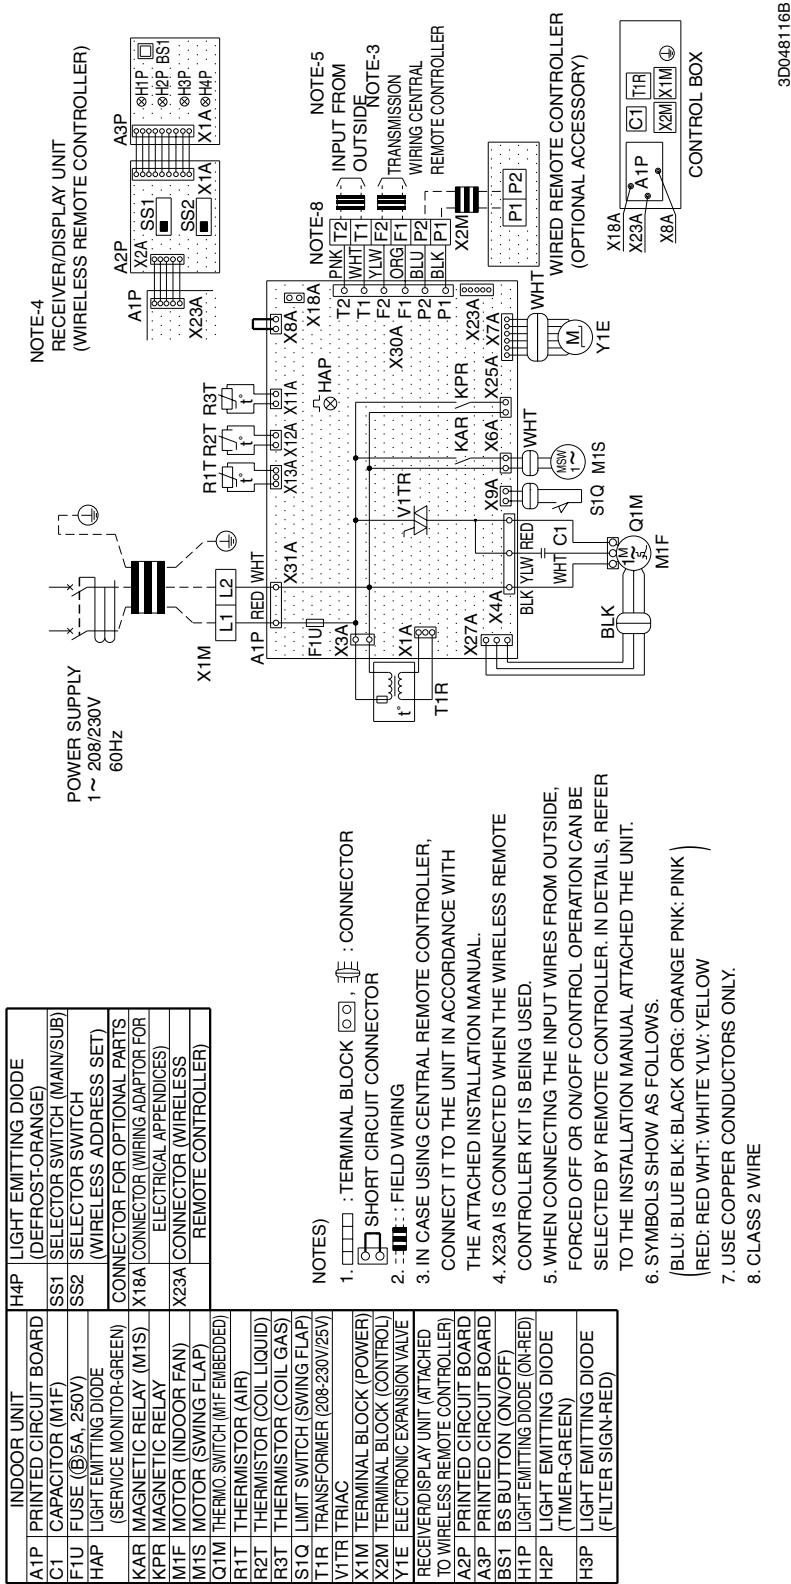 INDOOR UNIT
A1P PRINTED CIRCUIT BOARD
C1 CAPACITOR (M1F)
F1U FUSE (Ⓑ5A, 250V)
HAP LIGHT EMITTING DIODE
(SERVICE MONITOR-GREEN)
KAR MAGNETIC RELAY (M1S)
KPR MAGNETIC RELAY
M1F MOTOR (INDOOR FAN)
M1S MOTOR (SWING FLAP)
Q1M THERMO. SWITCH (M1F EMBEDDED)
R1T THERMISTOR (AIR)
R2T THERMISTOR (COIL LIQUID)
R3T THERMISTOR (COIL GAS)
S1Q LIMIT SWITCH (SWING FLAP)
T1R TRANSFORMER (208-230V/25V)
V1TR TRIAC
X1M TERMINAL BLOCK (POWER)
X2M TERMINAL BLOCK (CONTROL)
Y1E ELECTRONIC EXPANSION VALVE
RECEIVER/DISPLAY UNIT (ATTACHED
TO WIRELESS REMOTE CONTROLLER)
A2P PRINTED CIRCUIT BOARD
A3P PRINTED CIRCUIT BOARD
BS1 BS BUTTON (ON/OFF)
H1P LIGHT EMITTING DIODE (ON-RED)
H2P LIGHT EMITTING DIODE
(TIMER-GREEN)
H3P LIGHT EMITTING DIODE
(FILTER SIGN-RED)
H4P LIGHT EMITTING DIODE
(DEFROST-ORANGE)
SS1 SELECTOR SWITCH (MAIN/SUB)
SS2 SELECTOR SWITCH
(WIRELESS ADDRESS SET)
CONNECTOR FOR OPTIONAL PARTS
X18A CONNECTOR (WIRING ADAPTOR FOR
ELECTRICAL APPENDICES)
X23A CONNECTOR (WIRELESS
REMOTE CONTROLLER)
NOTES)
1. : TERMINAL BLOCK , : CONNECTOR
: SHORT CIRCUIT CONNECTOR
2. : FIELD WIRING
3. IN CASE USING CENTRAL REMOTE CONTROLLER,
CONNECT IT TO THE UNIT IN ACCORDANCE WITH
THE ATTACHED INSTALLATION MANUAL.
4. X23A IS CONNECTED WHEN THE WIRELESS REMOTE
CONTROLLER KIT IS BEING USED.
5. WHEN CONNECTING THE INPUT WIRES FROM OUTSIDE,
FORCED OFF OR ON/OFF CONTROL OPERATION CAN BE
SELECTED BY REMOTE CONTROLLER. IN DETAILS, REFER
TO THE INSTALLATION MANUAL ATTACHED THE UNIT.
6. SYMBOLS SHOW AS FOLLOWS.
(BLU: BLUE BLK: BLACK ORG: ORANGE PNK: PINK
RED: RED WHT: WHITE YLW: YELLOW)
7. USE COPPER CONDUCTORS ONLY.
8. CLASS 2 WIRE
POWER SUPPLY
1~ 208/230V
60Hz
X1M
L1 L2
A1P RED WHT
X31A
F1U
X3A
X1A
T1R
t°
X27A
X4A
BLK YLW RED
WHT C1
BLK
1~
M
M1F
Q1M
V1TR
X9A
S1Q
KAR
X6A
WHT
MSW
1~
M1S
KPR
X25A
X7A
WHT
M
Y1E
R1T R2T R3T
t° t° t°
X13A X12A X11A
HAP
X8A
X18A
X30A
X23A
T2 T1 F2 F1 P2 P1
PNK WHT YLW ORG BLU BLK
T2 T1 F2 F1 P2 P1
X2M
NOTE-8
NOTE-5
INPUT FROM
OUTSIDE
NOTE-3
TRANSMISSION
WIRING CENTRAL
REMOTE CONTROLLER
P1 P2
WIRED REMOTE CONTROLLER
(OPTIONAL ACCESSORY)
NOTE-4
RECEIVER/DISPLAY UNIT
(WIRELESS REMOTE CONTROLLER)
A1P
X23A
A2P
X2A
SS1
SS2
X1A
A3P
X1A
BS1
H1P
H2P
H3P
H4P
X18A
X23A
X8A
A1P
C1 T1R
X2M X1M
CONTROL BOX
3D048116B